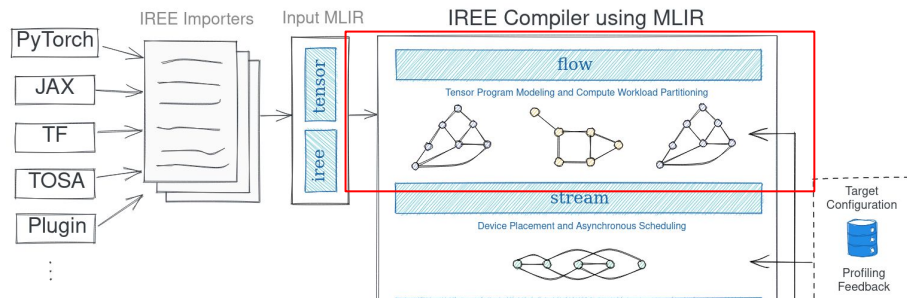 IREE Importers
Input MLIR
IREE Compiler using MLIR
PyTorch
JAX
TF
TOSA
Plugin
tensor
iree
flow
Tensor Program Modeling and Compute Workload Partitioning
stream
Device Placement and Asynchronous Scheduling
Target
Configuration
Profiling
Feedback